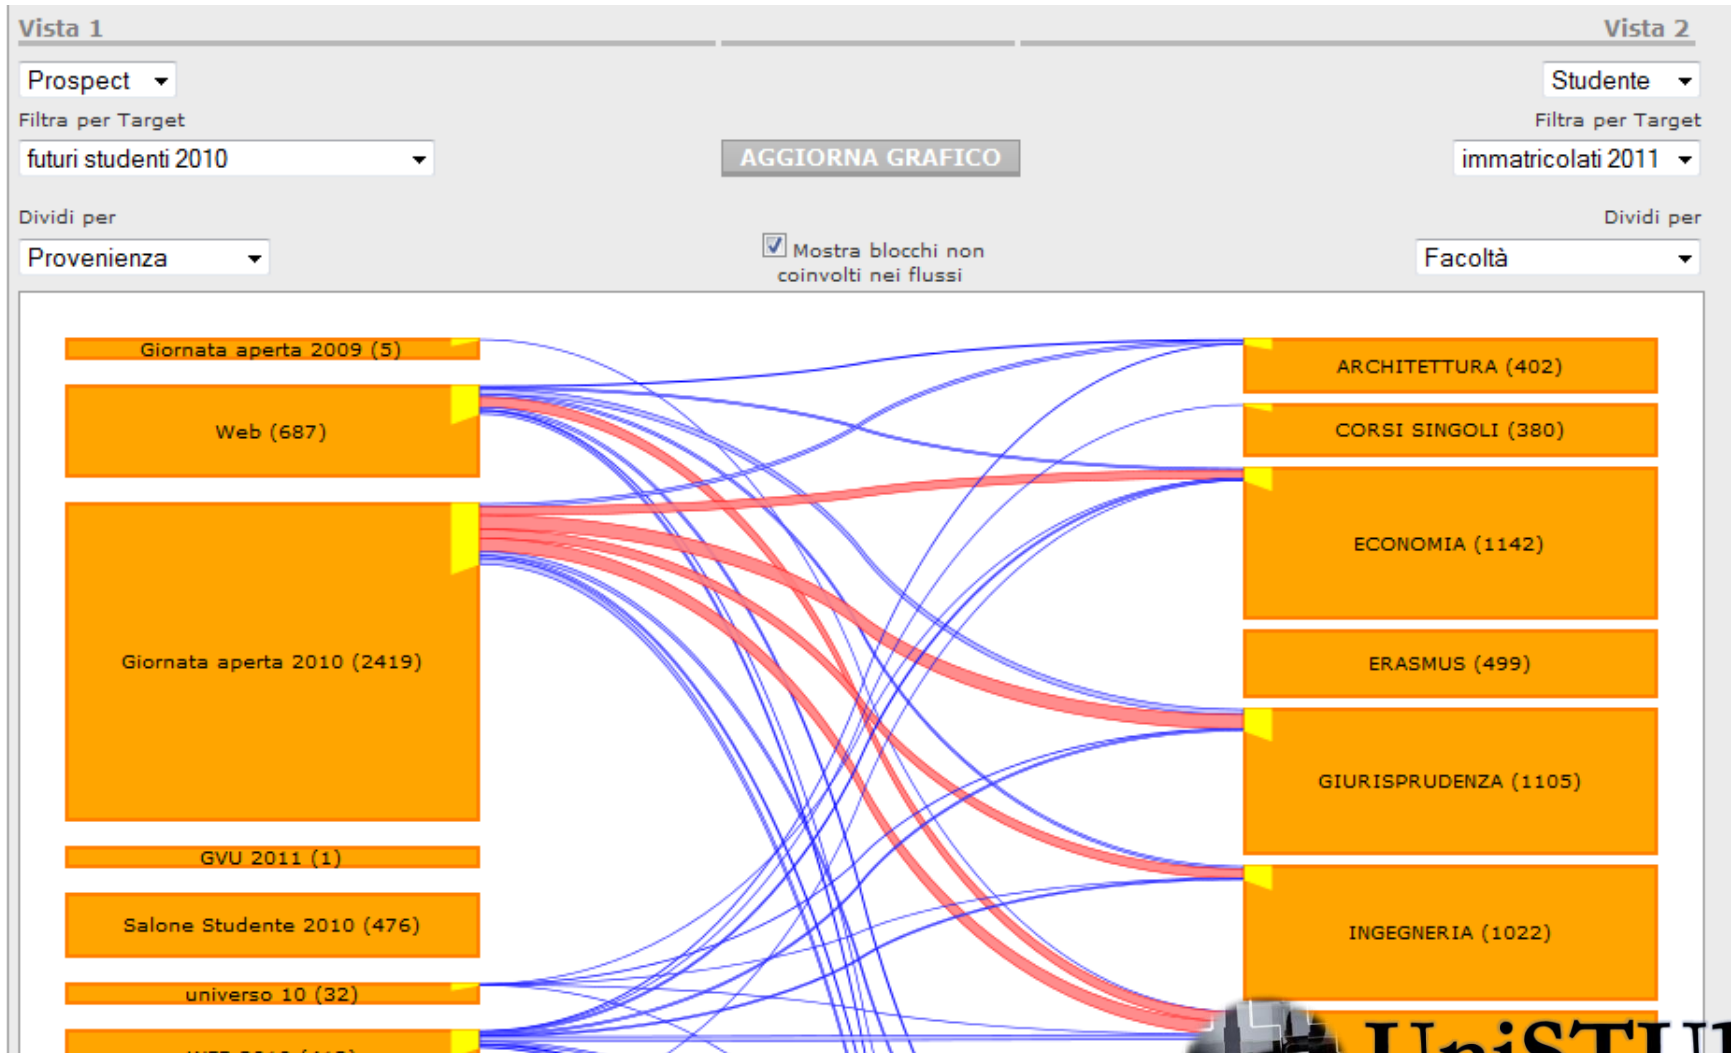 Vista 1
Vista 2
Prospect
Studente
Filtra per Target
Filtra per Target
futuri studenti 2010
AGGIORNA GRAFICO
immatricolati 2011
Dividi per
Dividi per
Provenienza
Mostra blocchi non
coinvolti nei flussi
Facoltà
Giornata aperta 2009 (5)
ARCHITETTURA (402)
Web (687)
CORSI SINGOLI (380)
ECONOMIA (1142)
Giornata aperta 2010 (2419)
ERASMUS (499)
GIURISPRUDENZA (1105)
GVU 2011 (1)
Salone Studente 2010 (476)
INGEGNERIA (1022)
universo 10 (32)